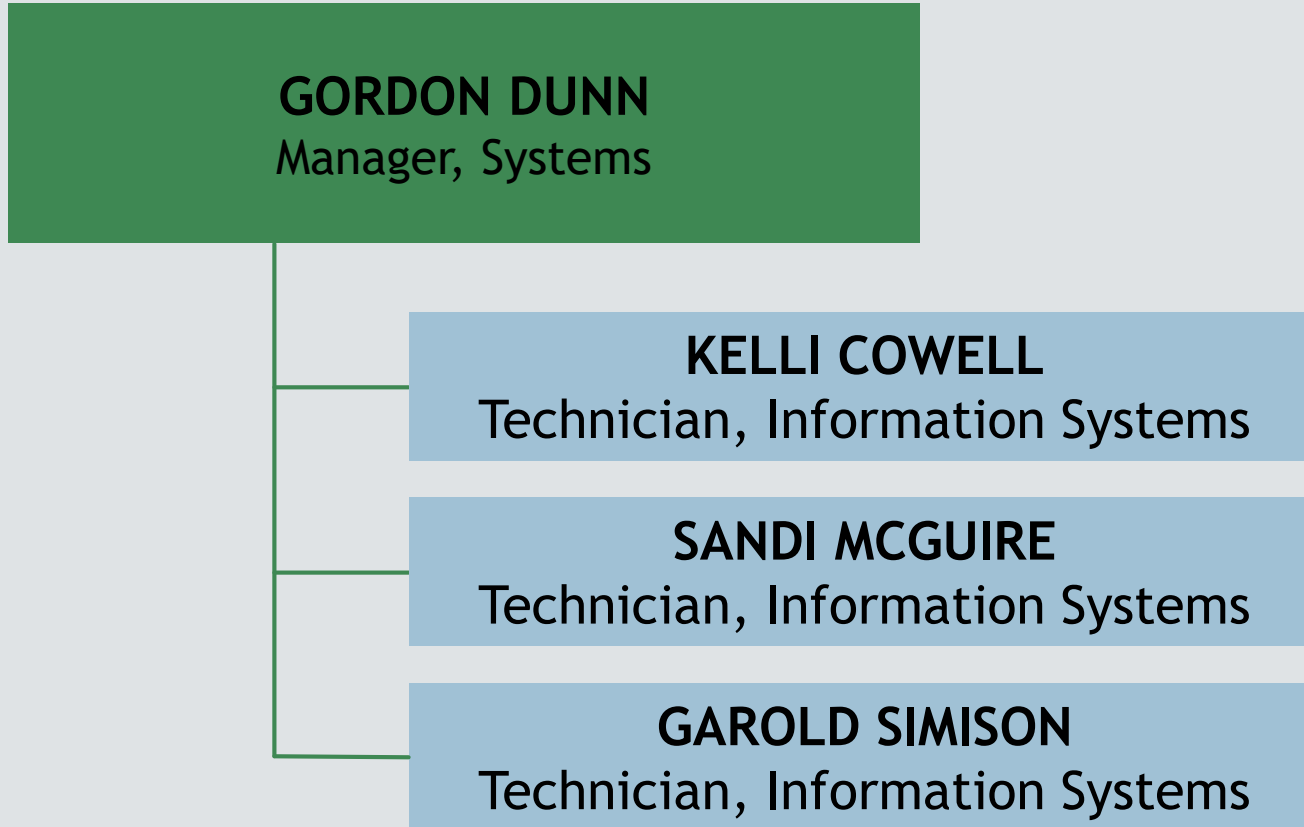 GORDON DUNN
Manager, Systems
KELLI COWELL
Technician, Information Systems
SANDI MCGUIRE
Technician, Information Systems
GAROLD SIMISON
Technician, Information Systems